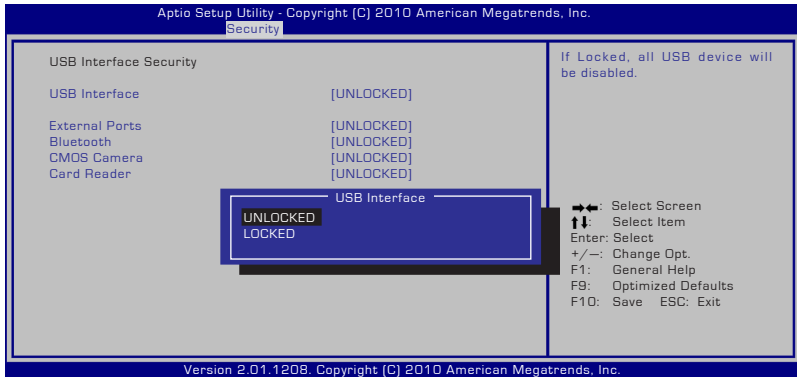 Aptio Setup Utility - Copyright (C) 2010 American Megatrends, Inc.
Security
USB Interface Security
USB Interface [UNLOCKED]
External Ports [UNLOCKED]
Bluetooth [UNLOCKED]
CMOS Camera [UNLOCKED]
Card Reader [UNLOCKED]
USB Interface
UNLOCKED
LOCKED
If Locked, all USB device will
be disabled.
→←: Select Screen
↑↓: Select Item
Enter: Select
+/—: Change Opt.
F1: General Help
F9: Optimized Defaults
F10: Save ESC: Exit
Version 2.01.1208. Copyright (C) 2010 American Megatrends, Inc.